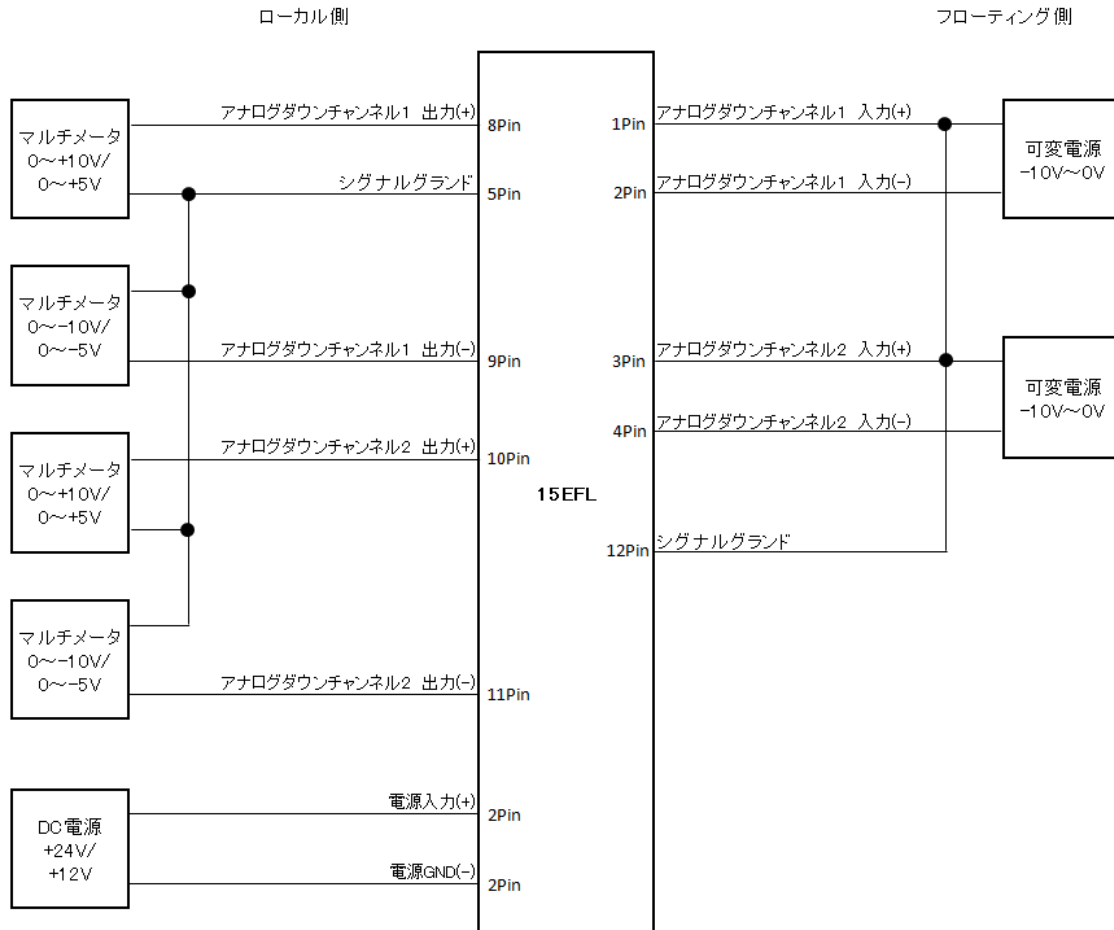 ローカル側
フローティング側
アナログダウンチャンネル1 出力(+)
8Pin
1Pin
アナログダウンチャンネル1 入力(+)
マルチメータ
0～+10V/
0～+5V
可変電源
-10V～0V
シグナルグランド
5Pin
2Pin
アナログダウンチャンネル1 入力(-)
マルチメータ
0～-10V/
0～-5V
アナログダウンチャンネル1 出力(-)
9Pin
3Pin
アナログダウンチャンネル2 入力(+)
可変電源
-10V～0V
4Pin
アナログダウンチャンネル2 入力(-)
アナログダウンチャンネル2 出力(+)
10Pin
マルチメータ
0～+10V/
0～+5V
15EFL
12Pin
シグナルグランド
マルチメータ
0～-10V/
0～-5V
アナログダウンチャンネル2 出力(-)
11Pin
電源入力(+)
2Pin
DC電源
+24V/
+12V
電源GND(-)
2Pin